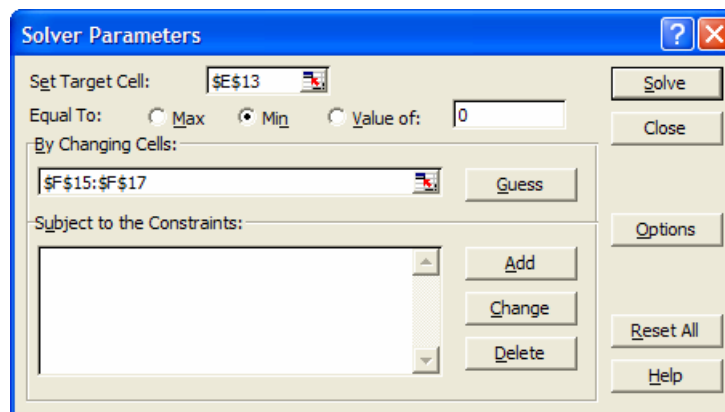 Solver Parameters
?
Set Target Cell: $E$13 Solve
Equal To: Max Min Value of: 0 Close
By Changing Cells:
$F$15:$F$17 Guess
Subject to the Constraints: Options
Add
Change
Reset All
Delete
Help